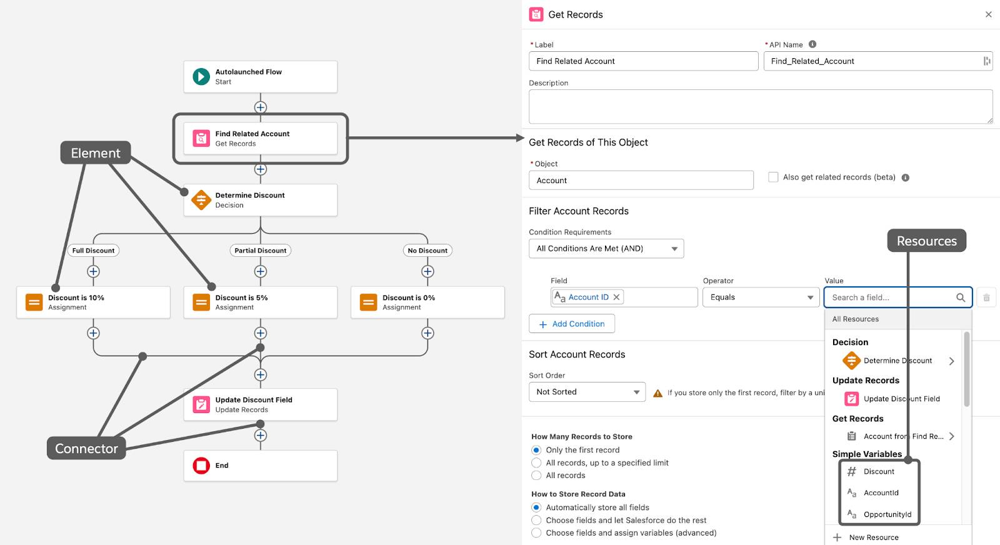 Autolaunched Flow
Start
Find Related Account
Get Records
Element
Determine Discount
Decision
Full Discount
Partial Discount
No Discount
Discount is 10%
Assignment
Discount is 5%
Assignment
Discount is 0%
Assignment
Update Discount Field
Update Records
Connector
End
Get Records
* Label
Find Related Account
* API Name
Find_Related_Account
Description
Get Records of This Object
* Object
Account
Also get related records (beta)
Filter Account Records
Condition Requirements
All Conditions Are Met (AND)
Resources
Field
Account ID
Operator
Equals
Value
Search a field...
Add Condition
All Resources
Decision
Determine Discount
Update Records
Update Discount Field
Get Records
Account from Find Re...
Simple Variables
Discount
AccountId
OpportunityId
New Resource
Sort Account Records
Sort Order
Not Sorted
If you store only the first record, filter by a uni
How Many Records to Store
Only the first record
All records, up to a specified limit
All records
How to Store Record Data
Automatically store all fields
Choose fields and let Salesforce do the rest
Choose fields and assign variables (advanced)